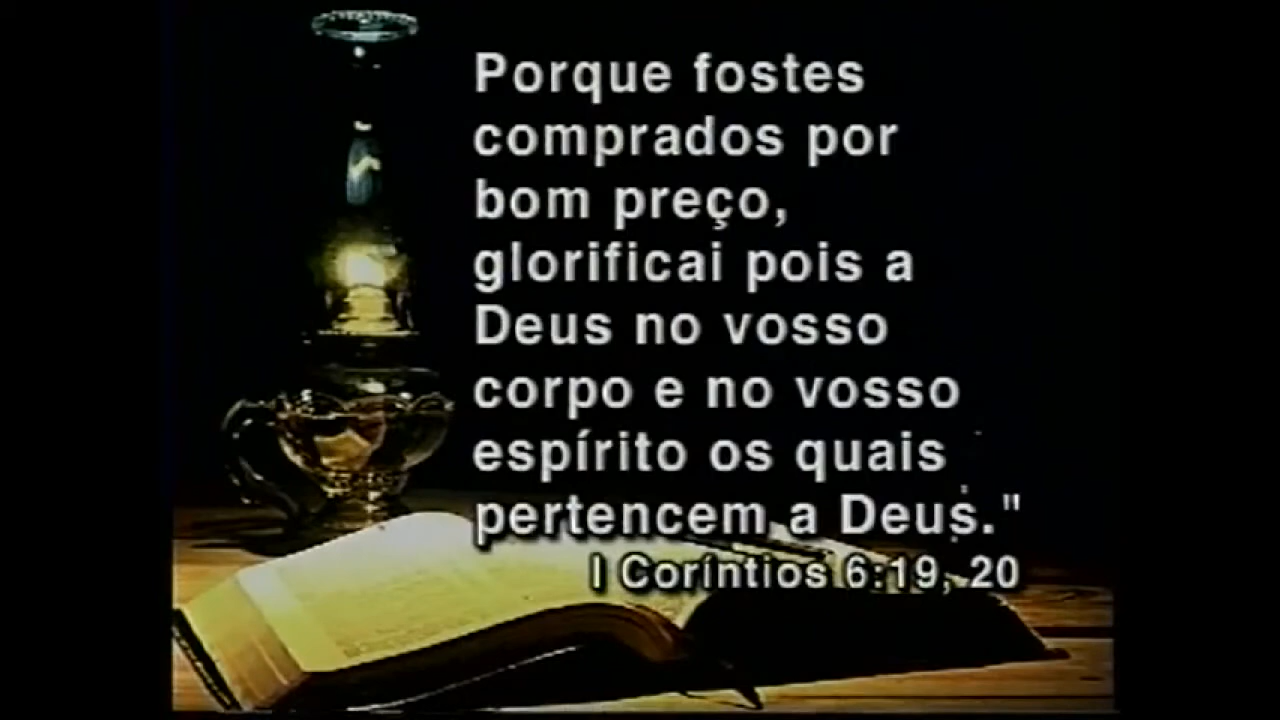 Porque fostes
comprados por
bom preço,
glorificai pois a
Deus no vosso
corpo e no vosso
espírito os quais
pertencem a Deus."
I Coríntios 6:19, 20